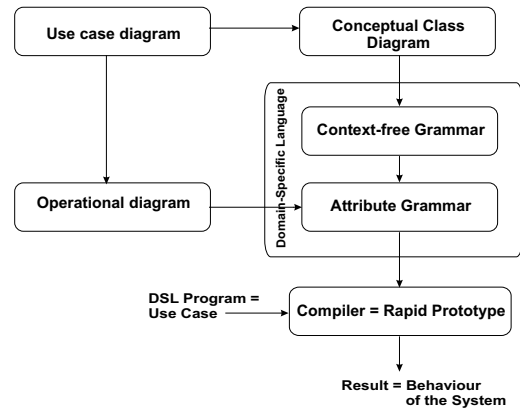 Use case diagram
Conceptual Class
Diagram
Domain-Specific Language
Context-free Grammar
Operational diagram
Attribute Grammar
DSL Program =
Use Case
Compiler = Rapid Prototype
Result = Behaviour
of the System